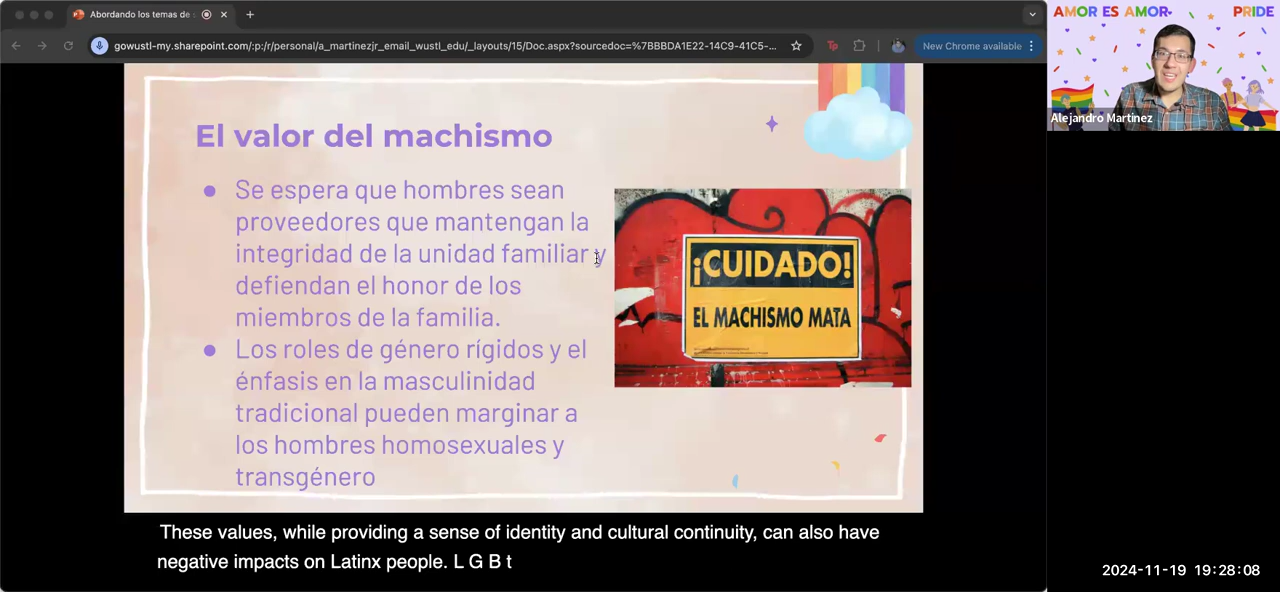 Abordando los temas de
gowustl-my.sharepoint.com/:p:/r/personal/a_martinezjr_email_wustl_edu/_layouts/15/Doc.aspx?sourcedoc=%7BBBDA1E22-14C9-41C5-...
Tp
New Chrome available
AMOR ES AMOR
PRIDE
Alejandro Martinez
El valor del machismo
Se espera que hombres sean
proveedores que mantengan la
integridad de la unidad familiar y
defiendan el honor de los
miembros de la familia.
Los roles de género rígidos y el
énfasis en la masculinidad
tradicional pueden marginar a
los hombres homosexuales y
transgénero
¡CUIDADO!
EL MACHISMO MATA
These values, while providing a sense of identity and cultural continuity, can also have
negative impacts on Latinx people. L G B t
2024-11-19 19:28:08